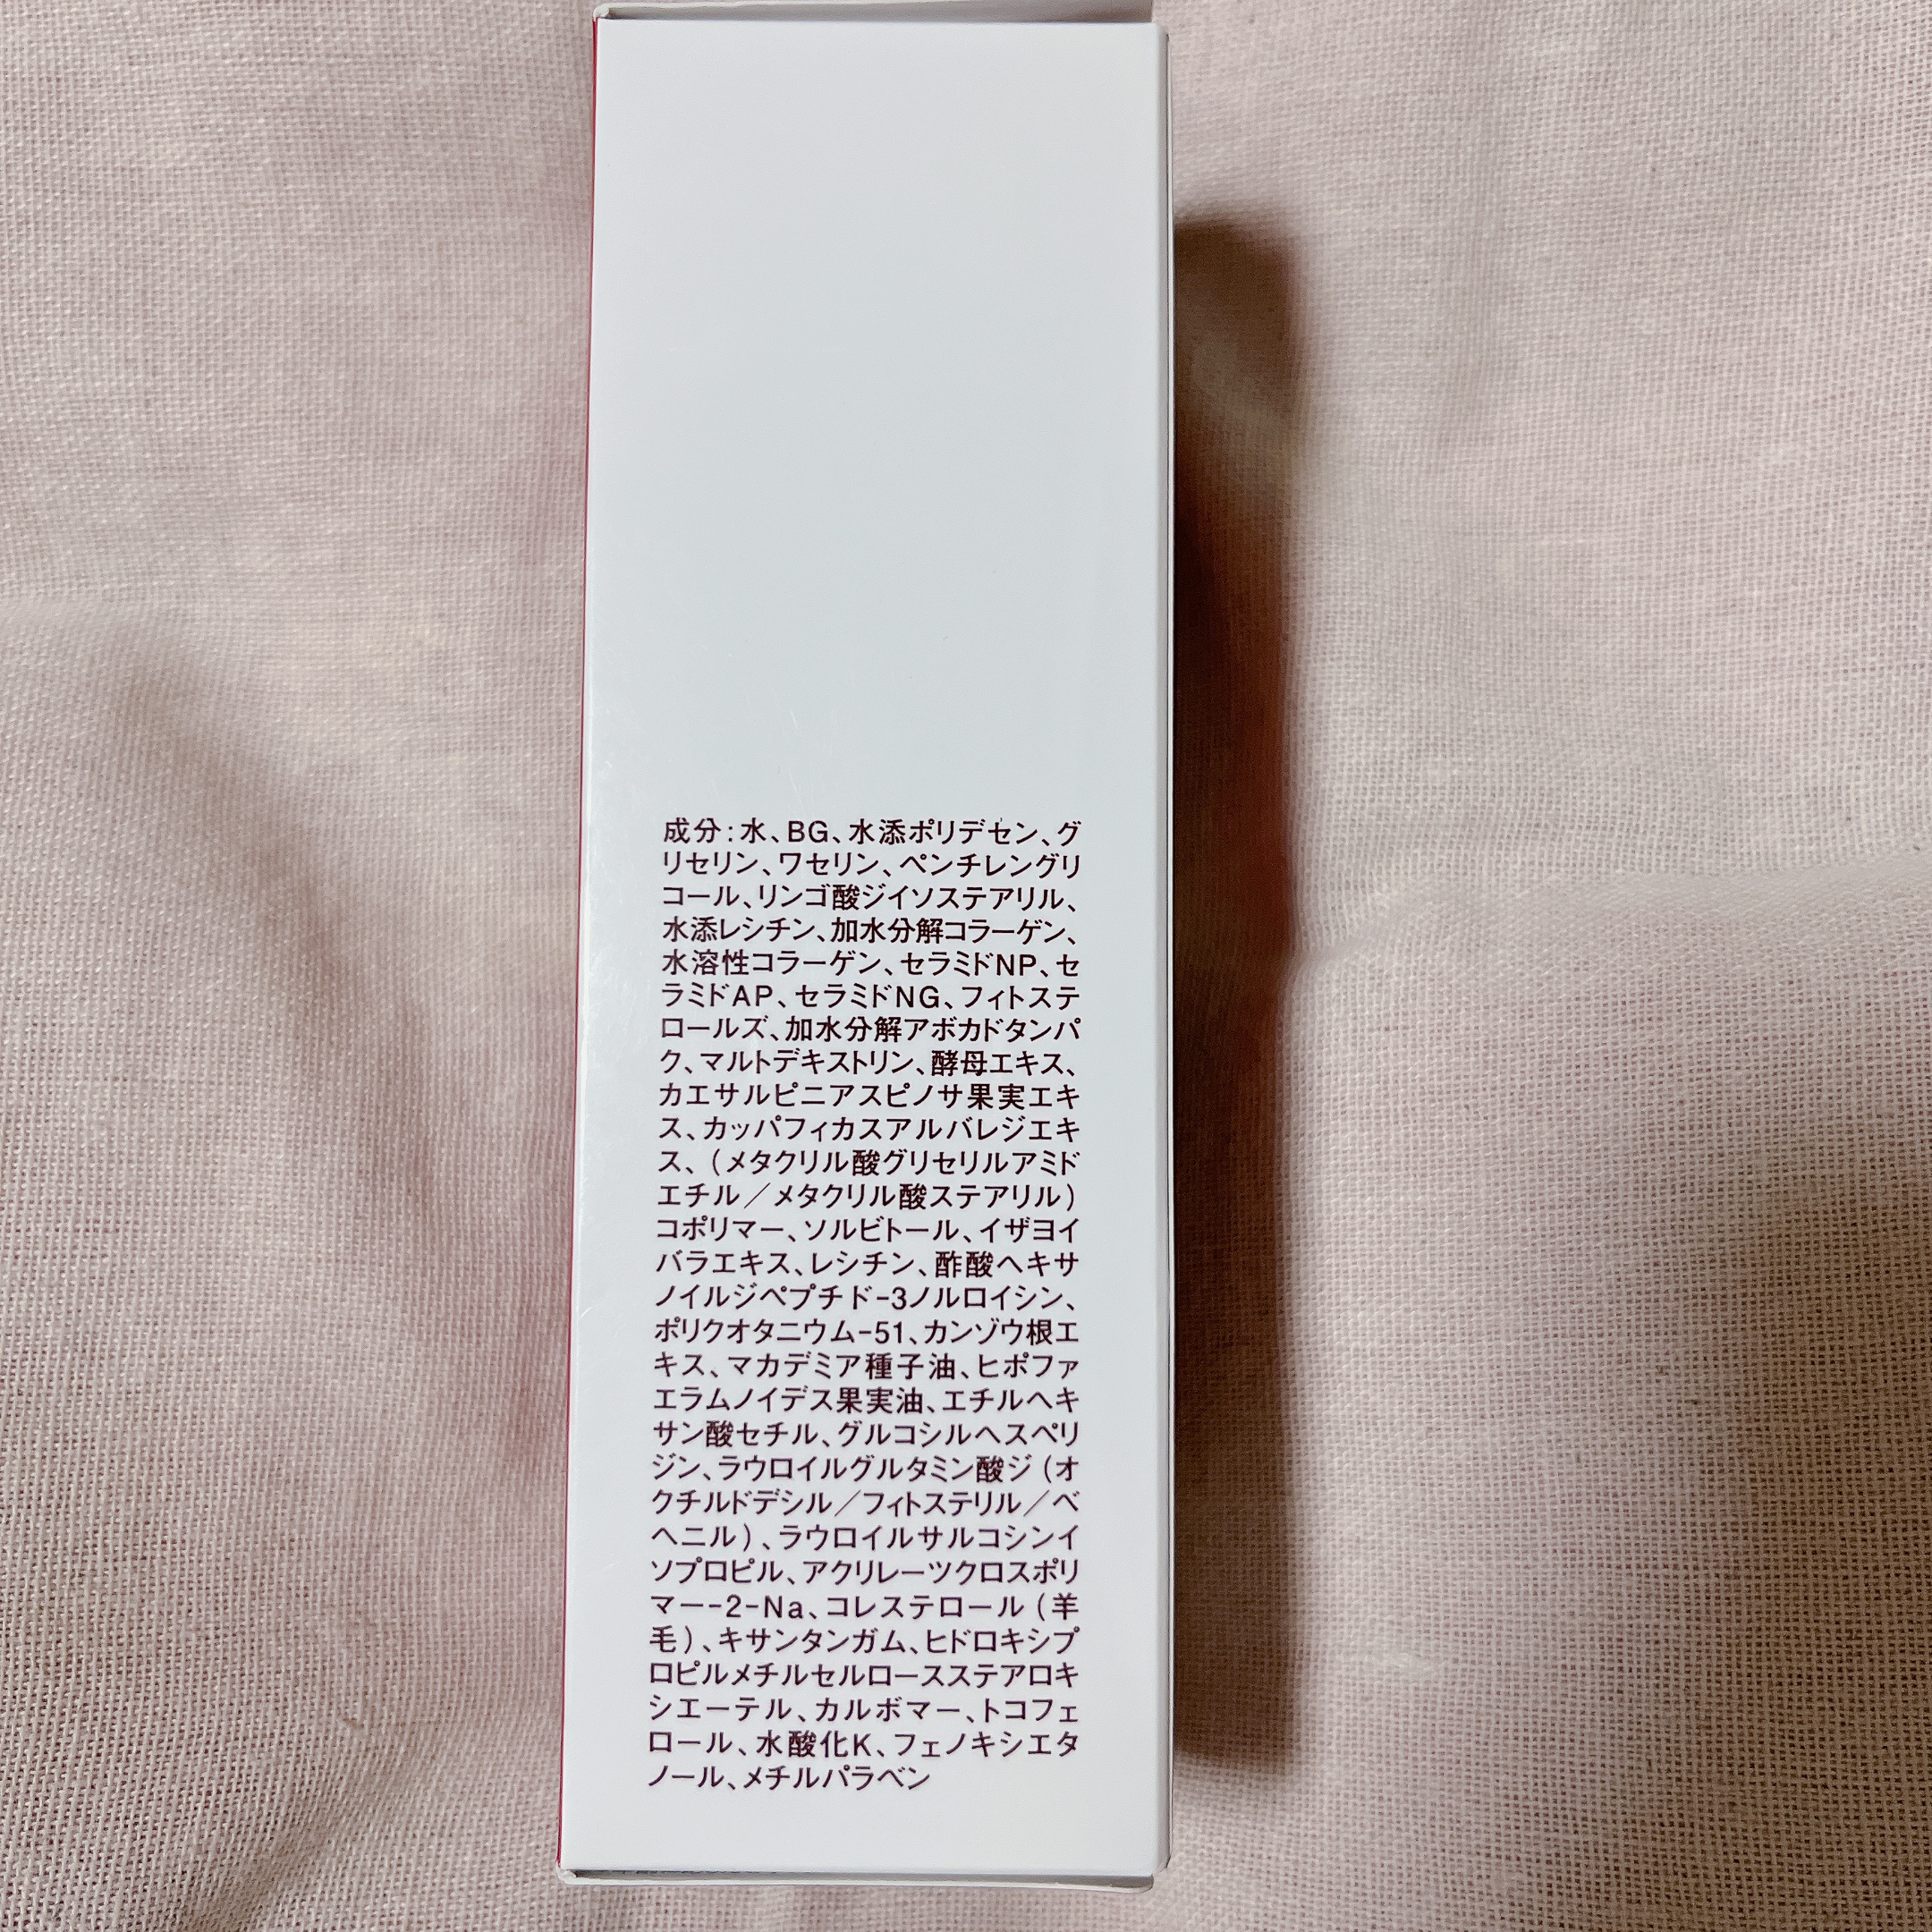 成分：水、BG、水添ポリデセン、グ
リセリン、ワセリン、ペンチレングリ
コール、リンゴ酸ジイソステアリル、
水添レシチン、加水分解コラーゲン、
水溶性コラーゲン、セラミドNP、セ
ラミドAP、セラミドNG、フィトステ
ロールズ、加水分解アボカドタンパ
ク、マルトデキストリン、酵母エキス、
カエサルピニアスピノサ果実エキ
ス、カッパフィカスアルバレジエキ
ス、（メタクリル酸グリセリルアミド
エチル／メタクリル酸ステアリル）
コポリマー、ソルビトール、イザヨイ
バラエキス、レシチン、酢酸ヘキサ
ノイルジペプチド-3ノルロイシン、
ポリクオタニウム-51、カンゾウ根エ
キス、マカデミア種子油、ヒポファ
エラムノイデス果実油、エチルヘキ
サン酸セチル、グルコシルヘスペリ
ジン、ラウロイルグルタミン酸ジ（オ
クチルドデシル／フィトステリル／ベ
ヘニル）、ラウロイルサルコシンイ
ソプロピル、アクリレーツクロスポリ
マー-2-Na、コレステロール（羊
毛）、キサンタンガム、ヒドロキシプ
ロピルメチルセルロースステアロキ
シエーテル、カルボマー、トコフェ
ロール、水酸化K、フェノキシエタ
ノール、メチルパラベン